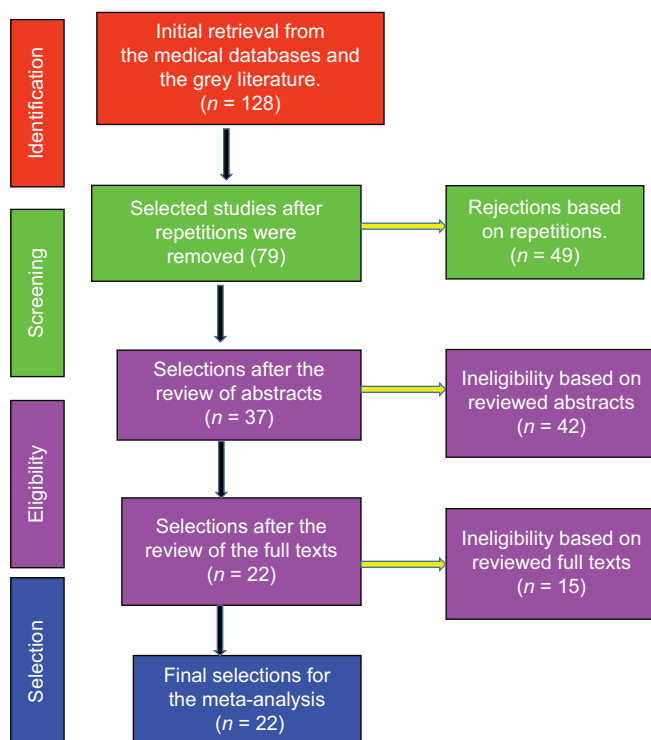 Identification
Initial retrieval from
the medical databases and
the grey literature.
(n = 128)
Screening
Selected studies after
repetitions were
removed (79)
Rejections based
on repetitions.
(n = 49)
Selections after the
review of abstracts
(n = 37)
Ineligibility based on
reviewed abstracts
(n = 42)
Eligibility
Selections after the
review of the full texts
(n = 22)
Ineligibility based on
reviewed full texts
(n = 15)
Selection
Final selections for
the meta-analysis
(n = 22)